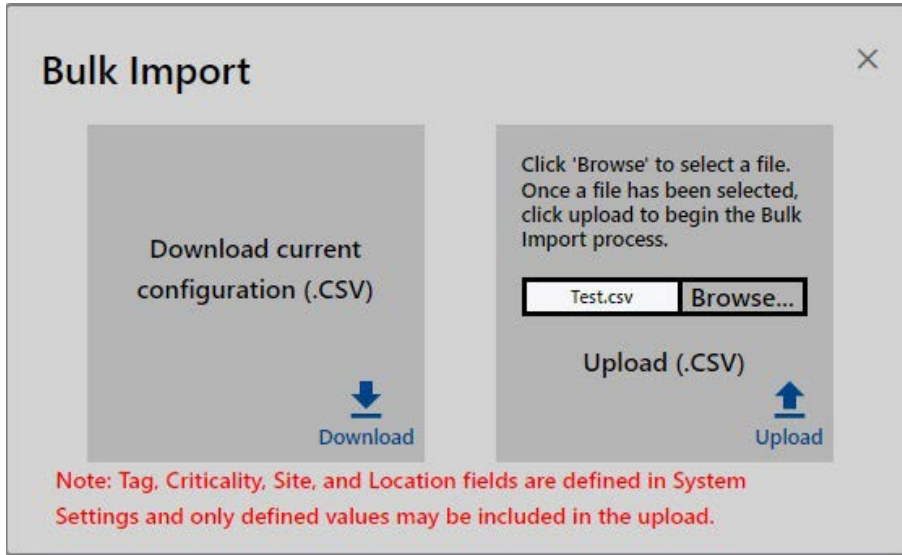 Bulk Import
Download current
configuration (.CSV)
Download
Click 'Browse' to select a file.
Once a file has been selected,
click upload to begin the Bulk
Import process.
Test.csv
Browse...
Upload (.CSV)
Upload
Note: Tag, Criticality, Site, and Location fields are defined in System
Settings and only defined values may be included in the upload.